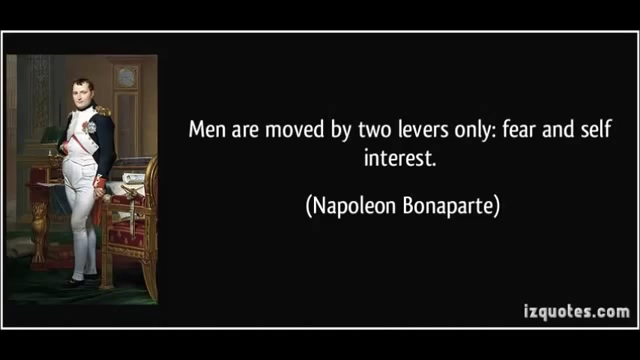 Men are moved by two levers only: fear and self
interest.
(Napoleon Bonaparte)
izquotes.com